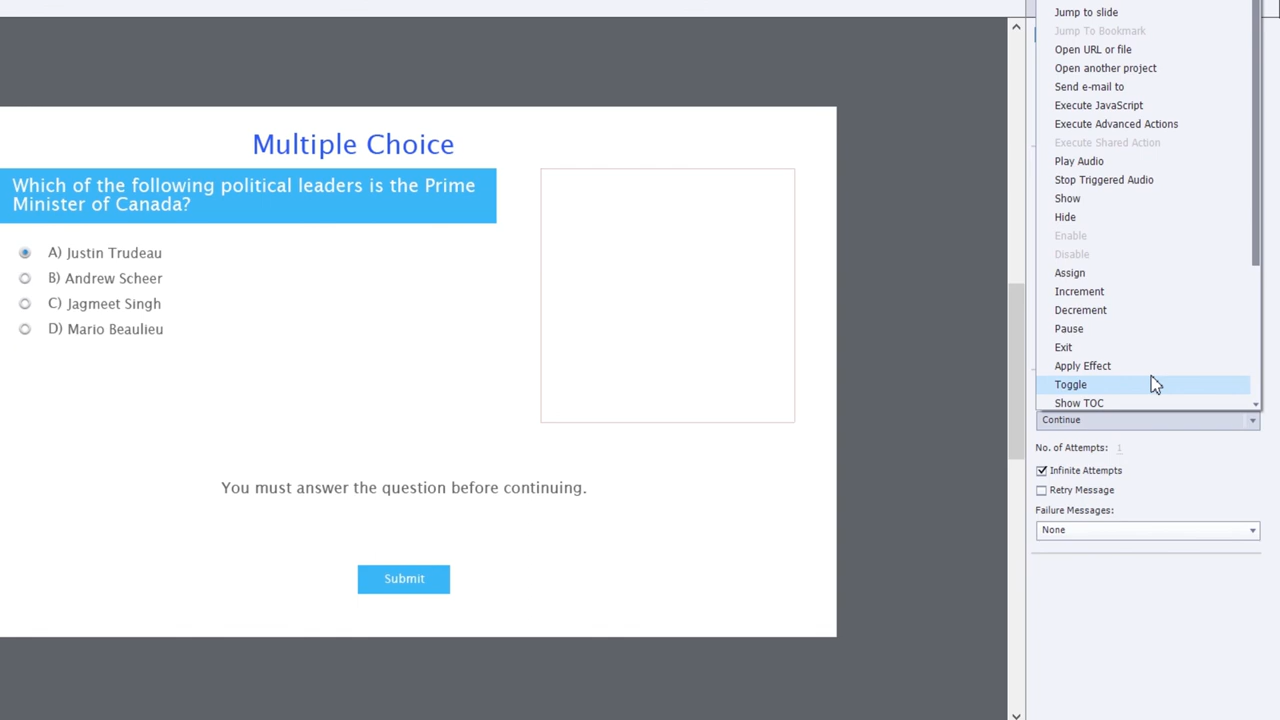 Multiple Choice
Which of the following political leaders is the Prime
Minister of Canada?
A) Justin Trudeau
B) Andrew Scheer
C) Jagmeet Singh
D) Mario Beaulieu
You must answer the question before continuing.
Submit
Jump to slide
Jump To Bookmark
Open URL or file
Open another project
Send e-mail to
Execute JavaScript
Execute Advanced Actions
Execute Shared Action
Play Audio
Stop Triggered Audio
Show
Hide
Enable
Disable
Assign
Increment
Decrement
Pause
Exit
Apply Effect
Toggle
Show TOC
Continue
No. of Attempts: 1
Infinite Attempts
Retry Message
Failure Messages:
None